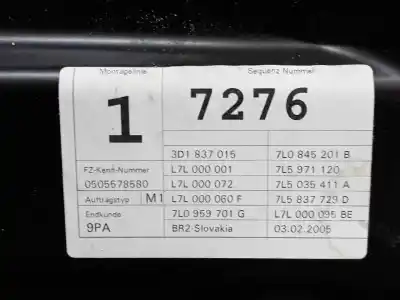 Montagelinie Sequenz Nummer
1 7276
3D1 837 015 7L0 845 201 B
FZ-Kenn-Nummer L7L 000 001 7L5 971 120
0505578580 L7L 000 072 7L5 035 411 A
Auftragstyp M1 L7L 000 060 F 7L5 837 729 D
Endkunde 7L0 959 701 G L7L 000 095 BE
9PA BR2-Slovakia 03.02.2005